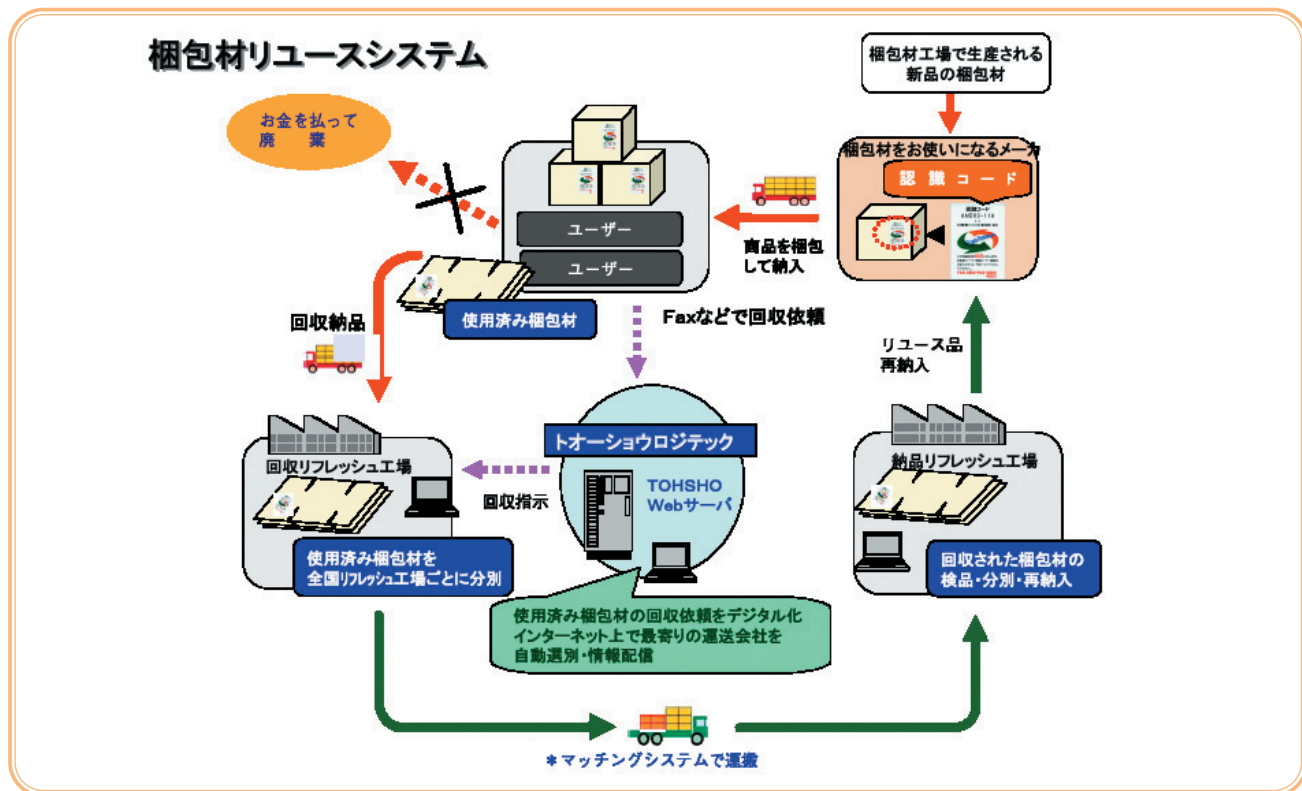 梱包材リユースシステム
お金を払って
廃　棄
ユーザー
ユーザー
使用済み梱包材
商品を梱包
して納入
梱包材工場で生産される
新品の梱包材
梱包材をお使いになるメーカ
認 識 コ ー ド
認識コード
回収納品
Faxなどで回収依頼
リユース品
再納入
回収リフレッシュ工場
使用済み梱包材を
全国リフレッシュ工場ごとに分別
回収指示
トオーショウロジテック
TOHSHO
Webサーバ
使用済み梱包材の回収依頼をデジタル化
インターネット上で最寄りの運送会社を
自動選別・情報配信
納品リフレッシュ工場
回収された梱包材の
検品・分別・再納入
＊マッチングシステムで運搬